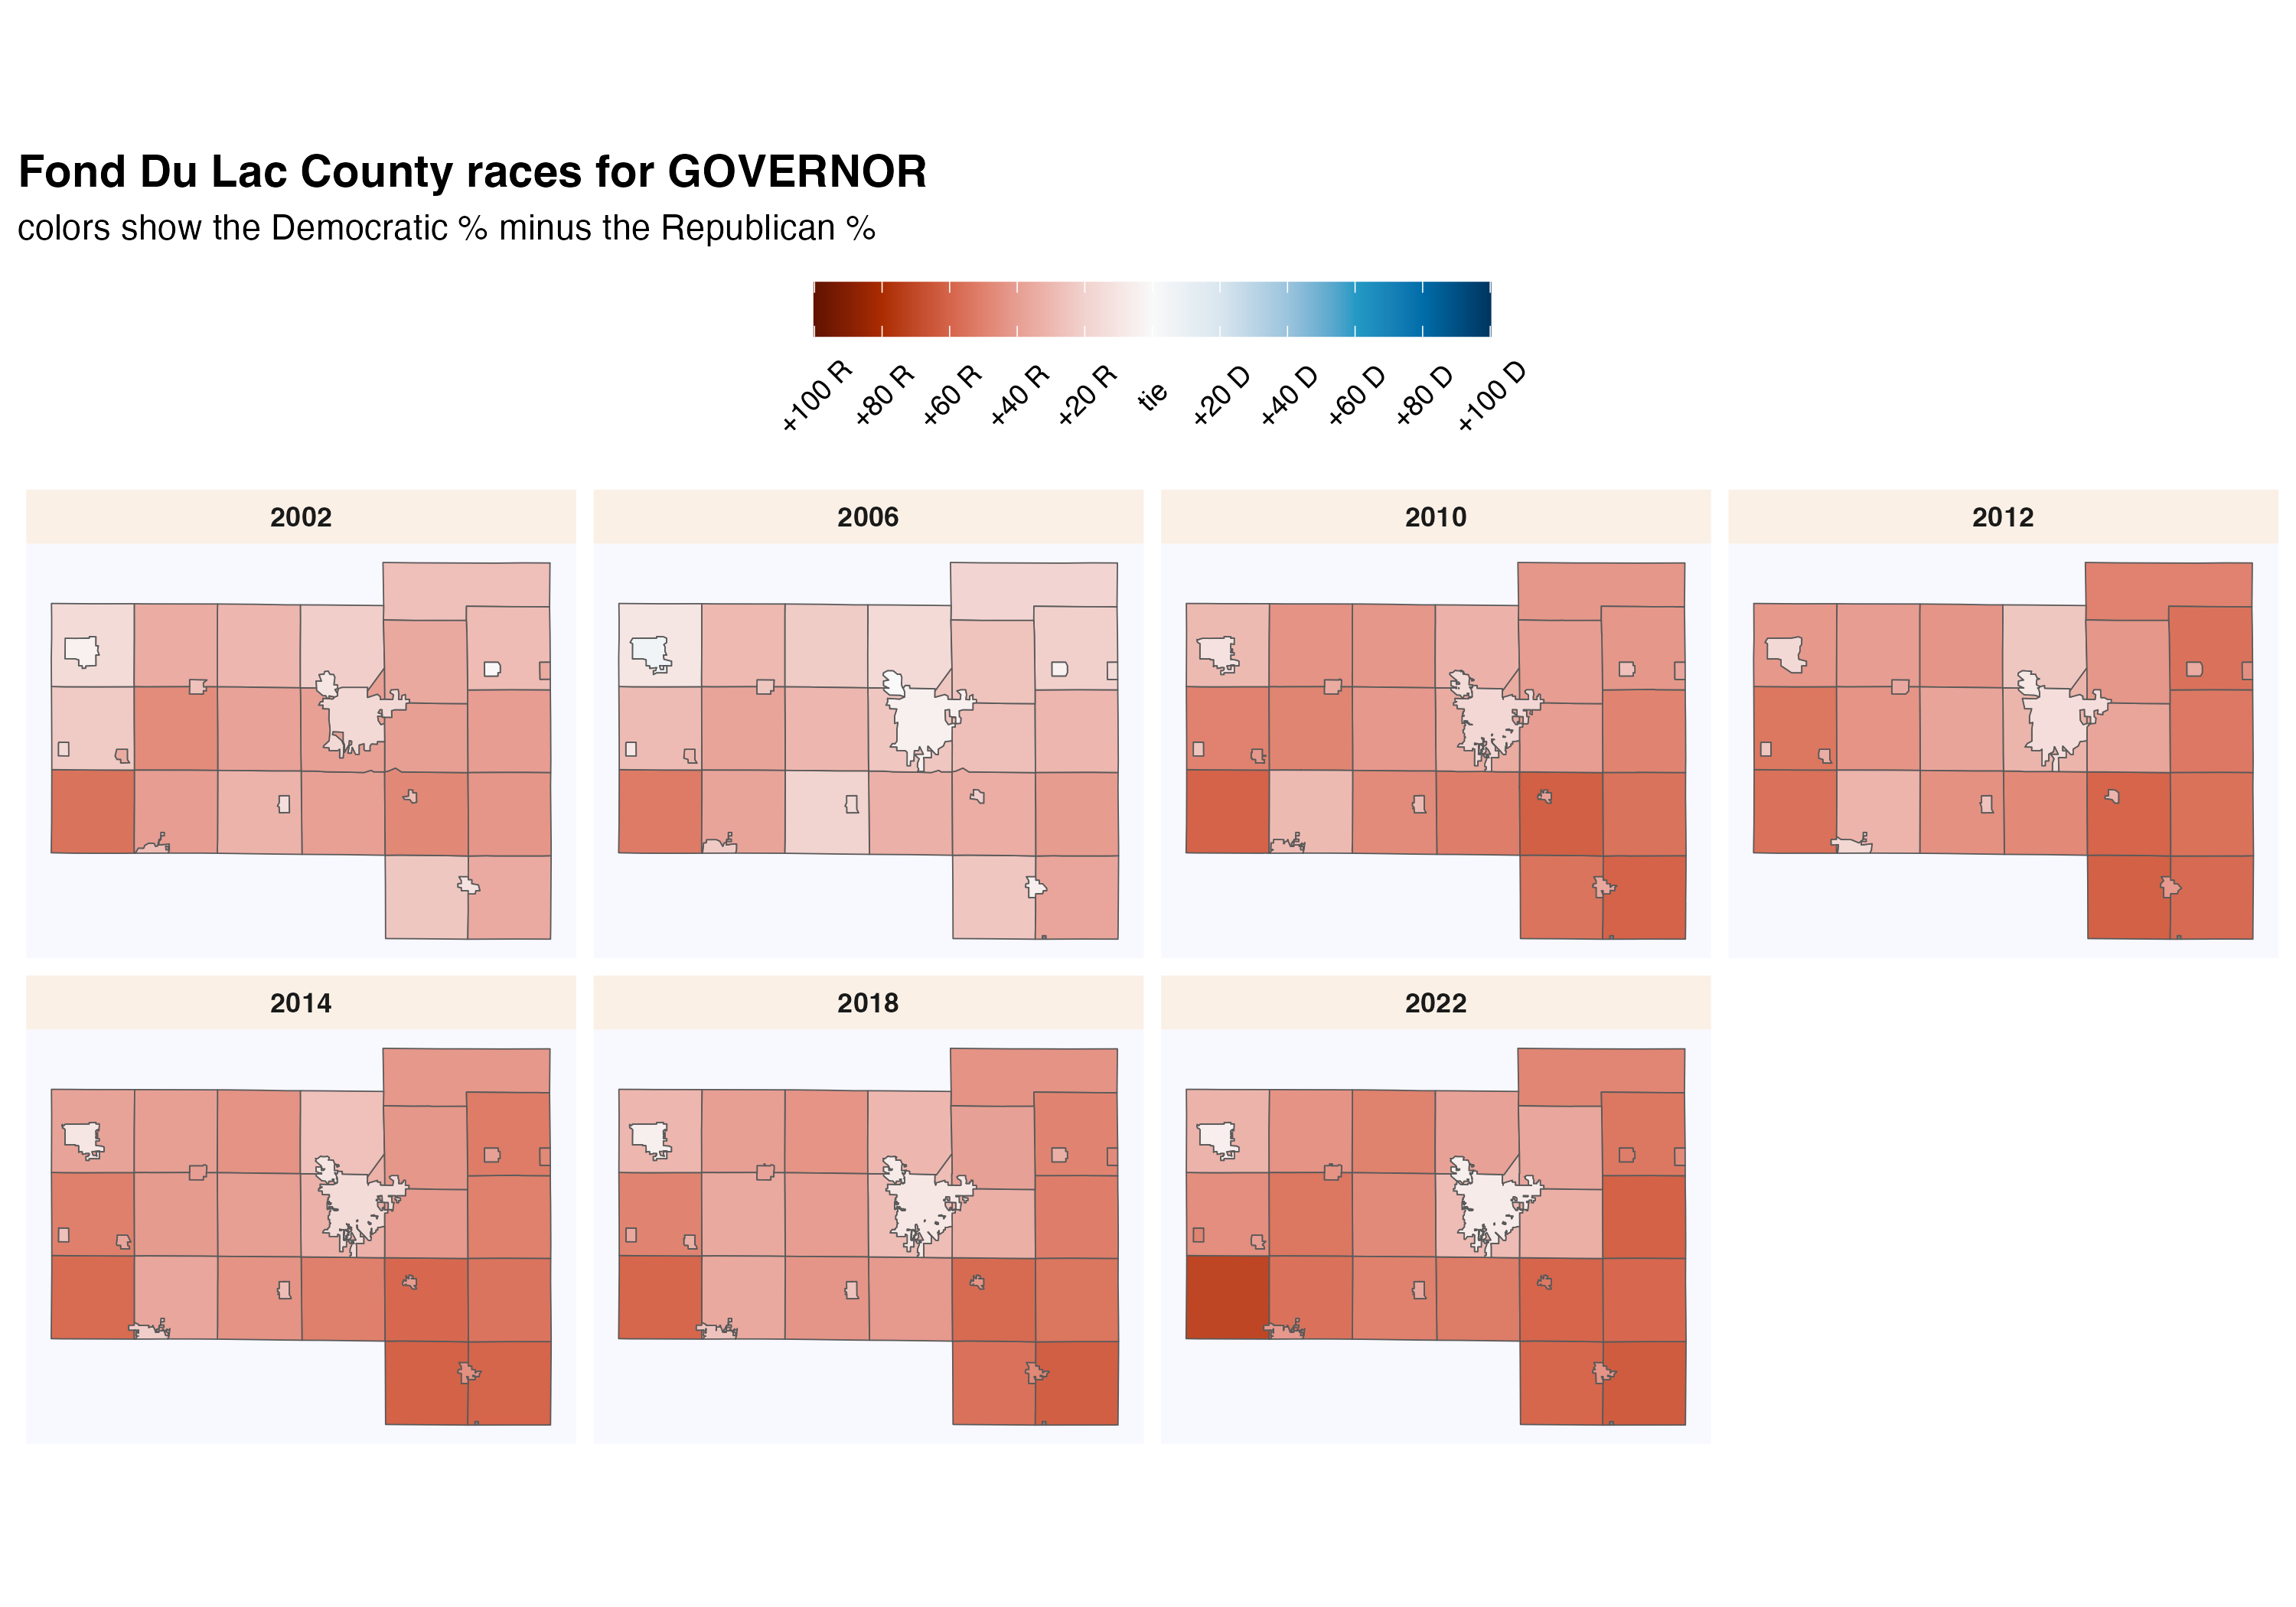 Fond Du Lac County races for GOVERNOR
colors show the Democratic % minus the Republican %
+100 R +80 R +60 R +40 R +20 R tie +20 D +40 D +60 D +80 D +100 D
2002 2006 2010 2012
2014 2018 2022